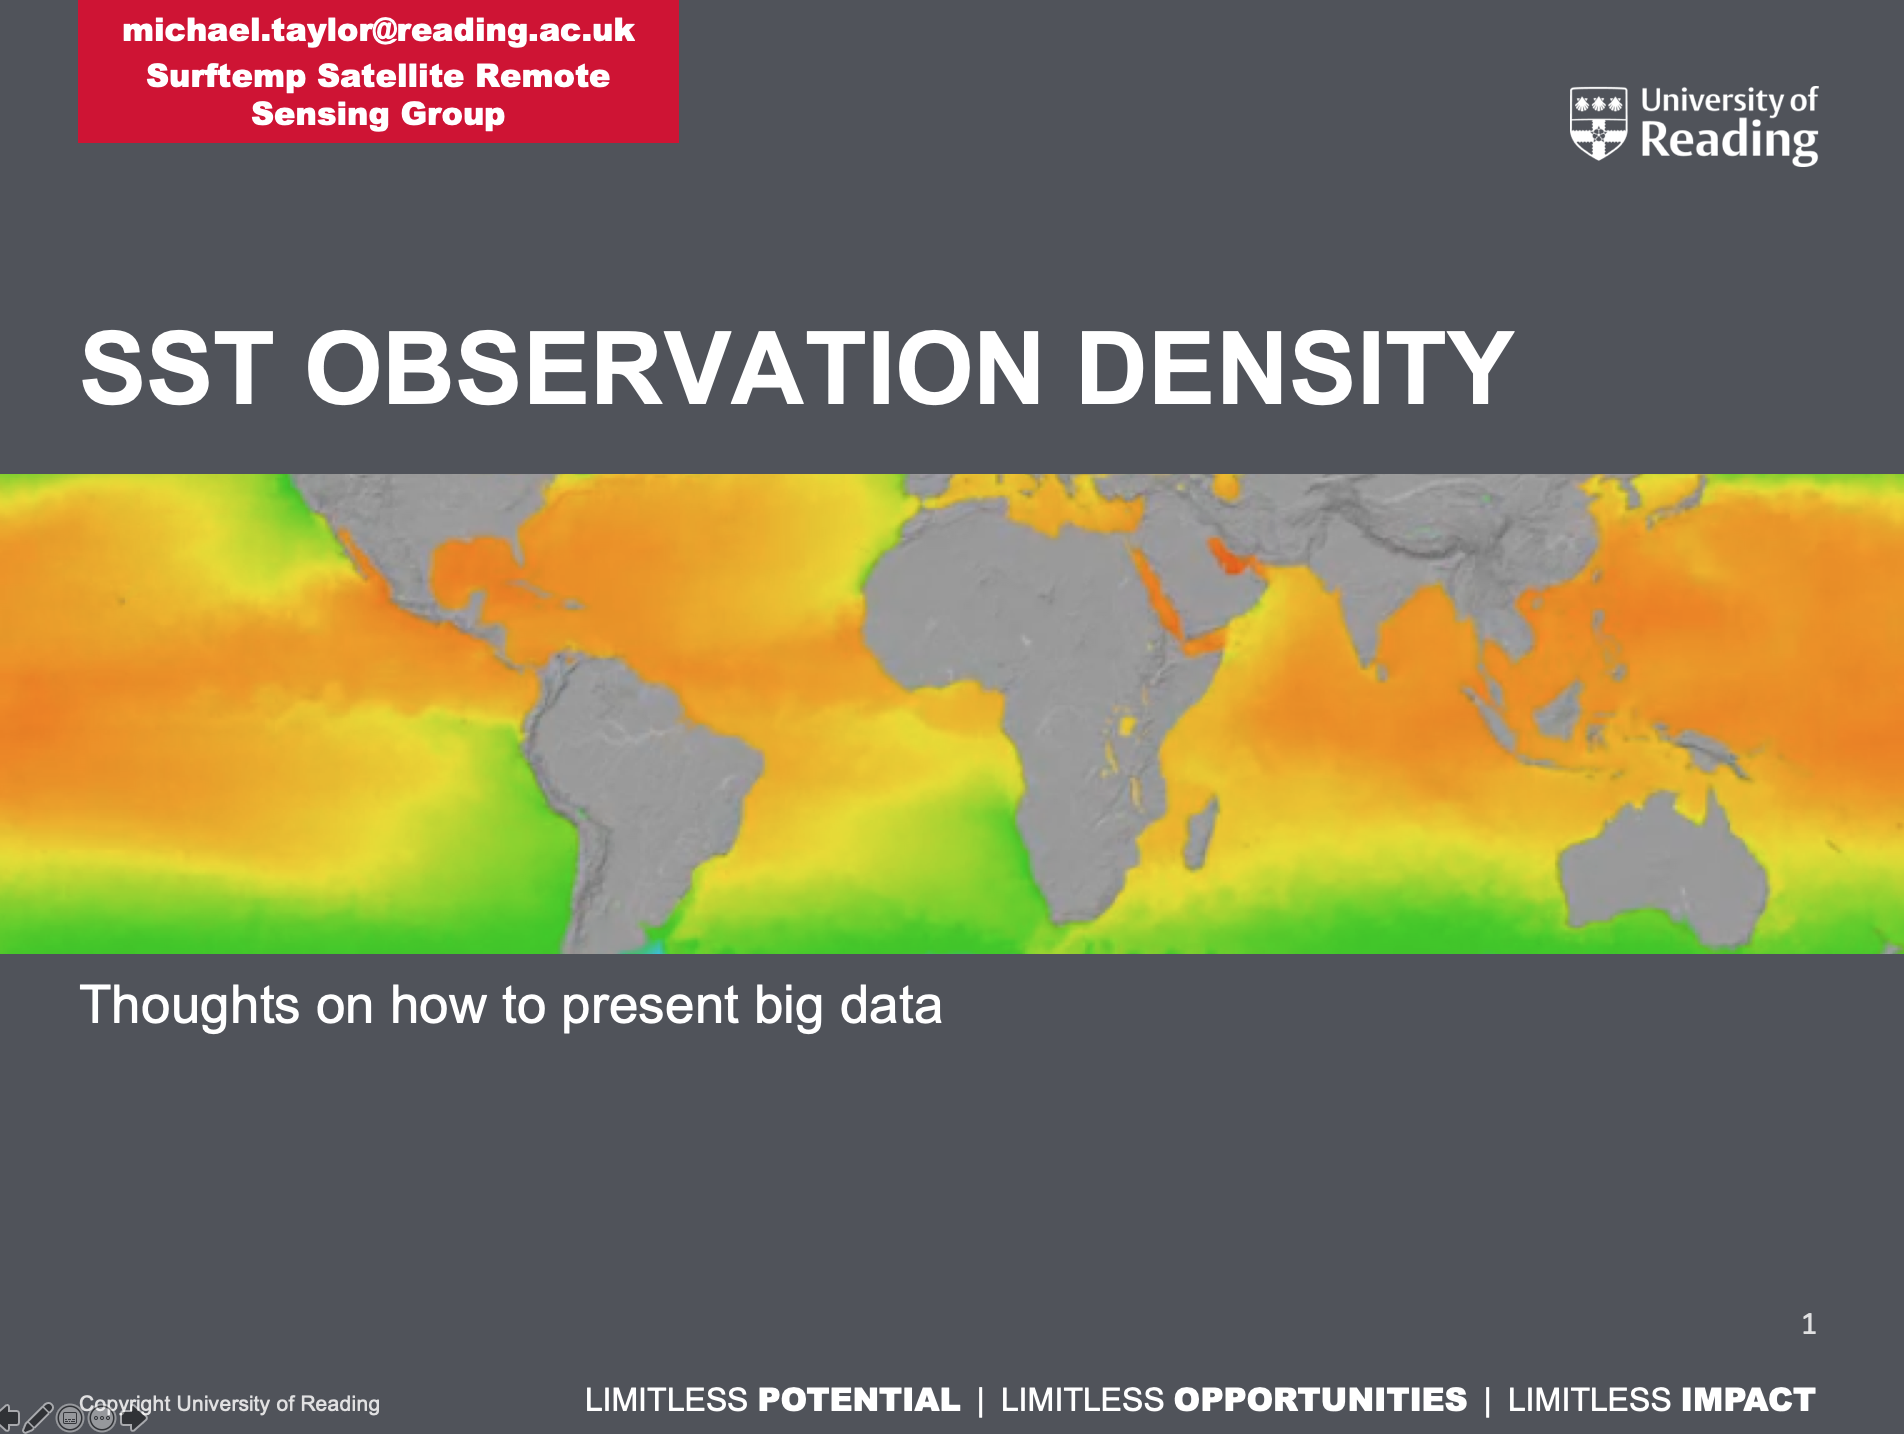 michael.taylor@reading.ac.uk
Surftemp Satellite Remote
Sensing Group
University of
Reading
SST OBSERVATION DENSITY
Thoughts on how to present big data
1
Copyright University of Reading
LIMITLESS POTENTIAL | LIMITLESS OPPORTUNITIES | LIMITLESS IMPACT